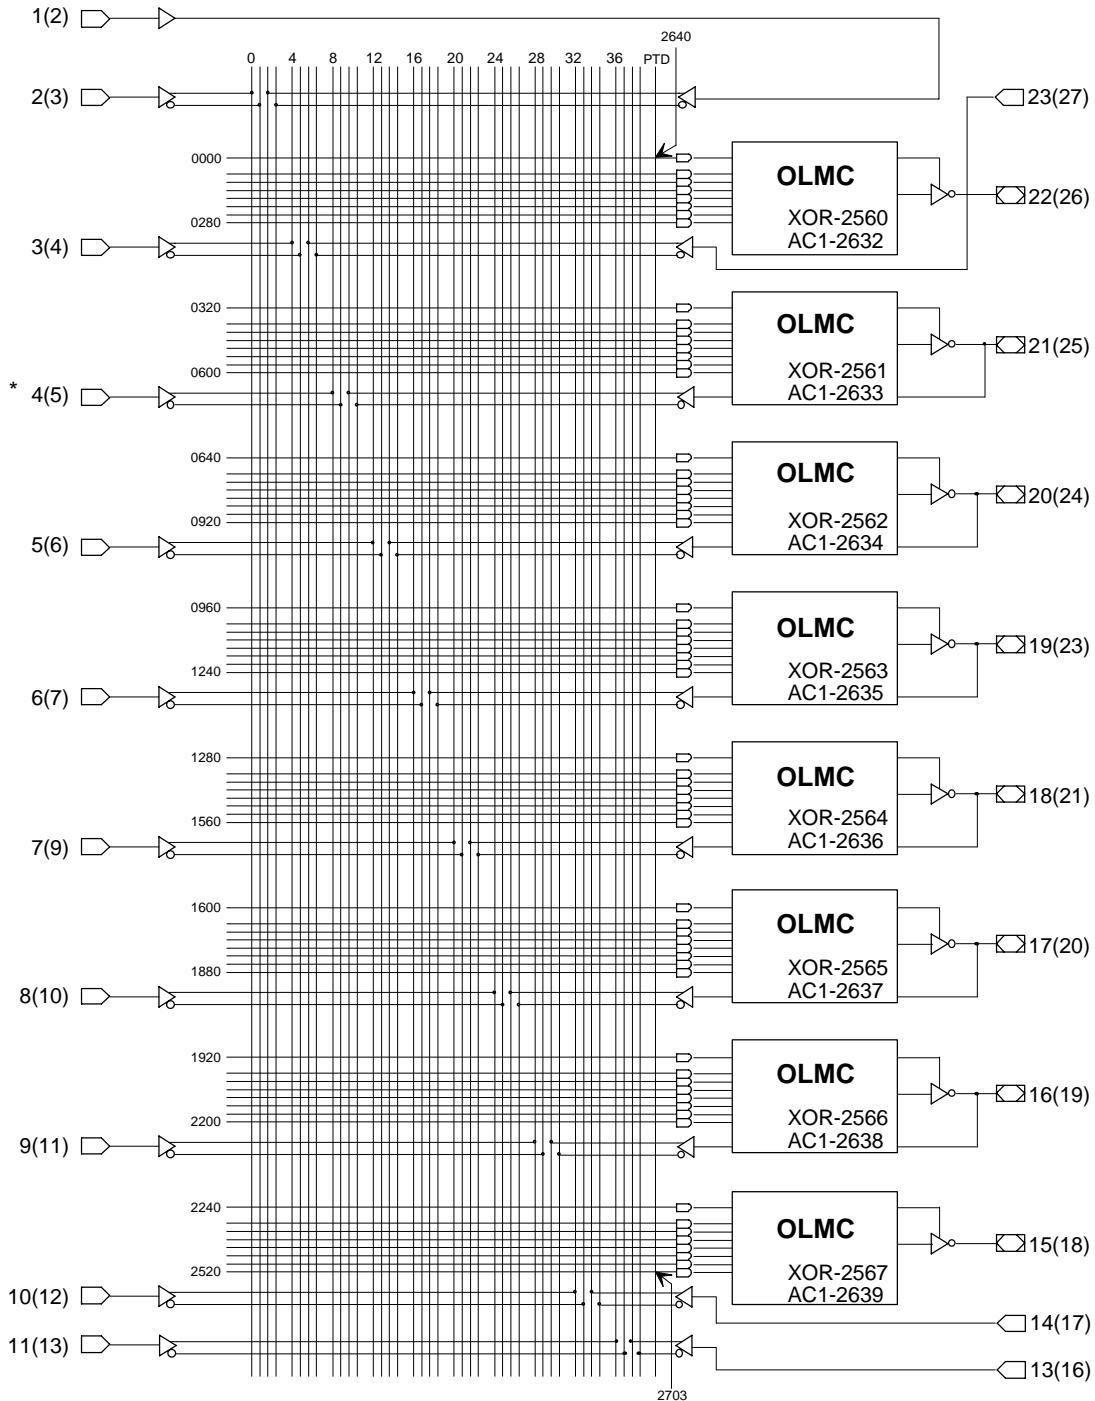 1(2)
2640
0 4 8 12 16 20 24 28 32 36 PTD
2(3)
23(27)
0000
OLMC
XOR-2560
22(26)
0280
AC1-2632
3(4)
0320
OLMC
21(25)
XOR-2561
0600
AC1-2633
* 4(5)
0640
OLMC
20(24)
XOR-2562
0920
AC1-2634
5(6)
0960
OLMC
19(23)
XOR-2563
1240
AC1-2635
6(7)
1280
OLMC
18(21)
XOR-2564
1560
AC1-2636
7(9)
1600
OLMC
17(20)
XOR-2565
1880
AC1-2637
8(10)
1920
OLMC
16(19)
XOR-2566
2200
AC1-2638
9(11)
2240
OLMC
15(18)
XOR-2567
2520
AC1-2639
10(12)
14(17)
11(13)
13(16)
2703